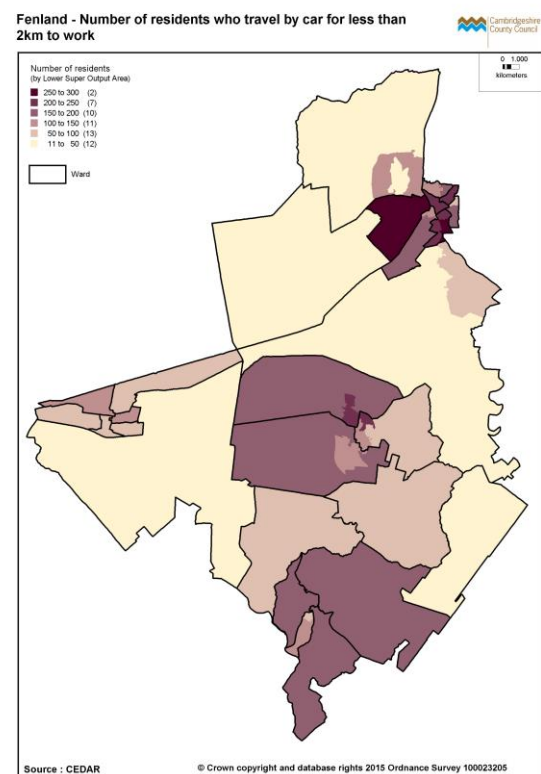 Fenland - Number of residents who travel by car for less than
2km to work
Cambridgeshire
County Council
0 1.000
kilometers
Number of residents
(by Lower Super Output Area)
250 to 300 (2)
200 to 250 (7)
150 to 200 (10)
100 to 150 (11)
50 to 100 (13)
11 to 50 (12)
Ward
Source : CEDAR
© Crown copyright and database rights 2015 Ordnance Survey 100023205